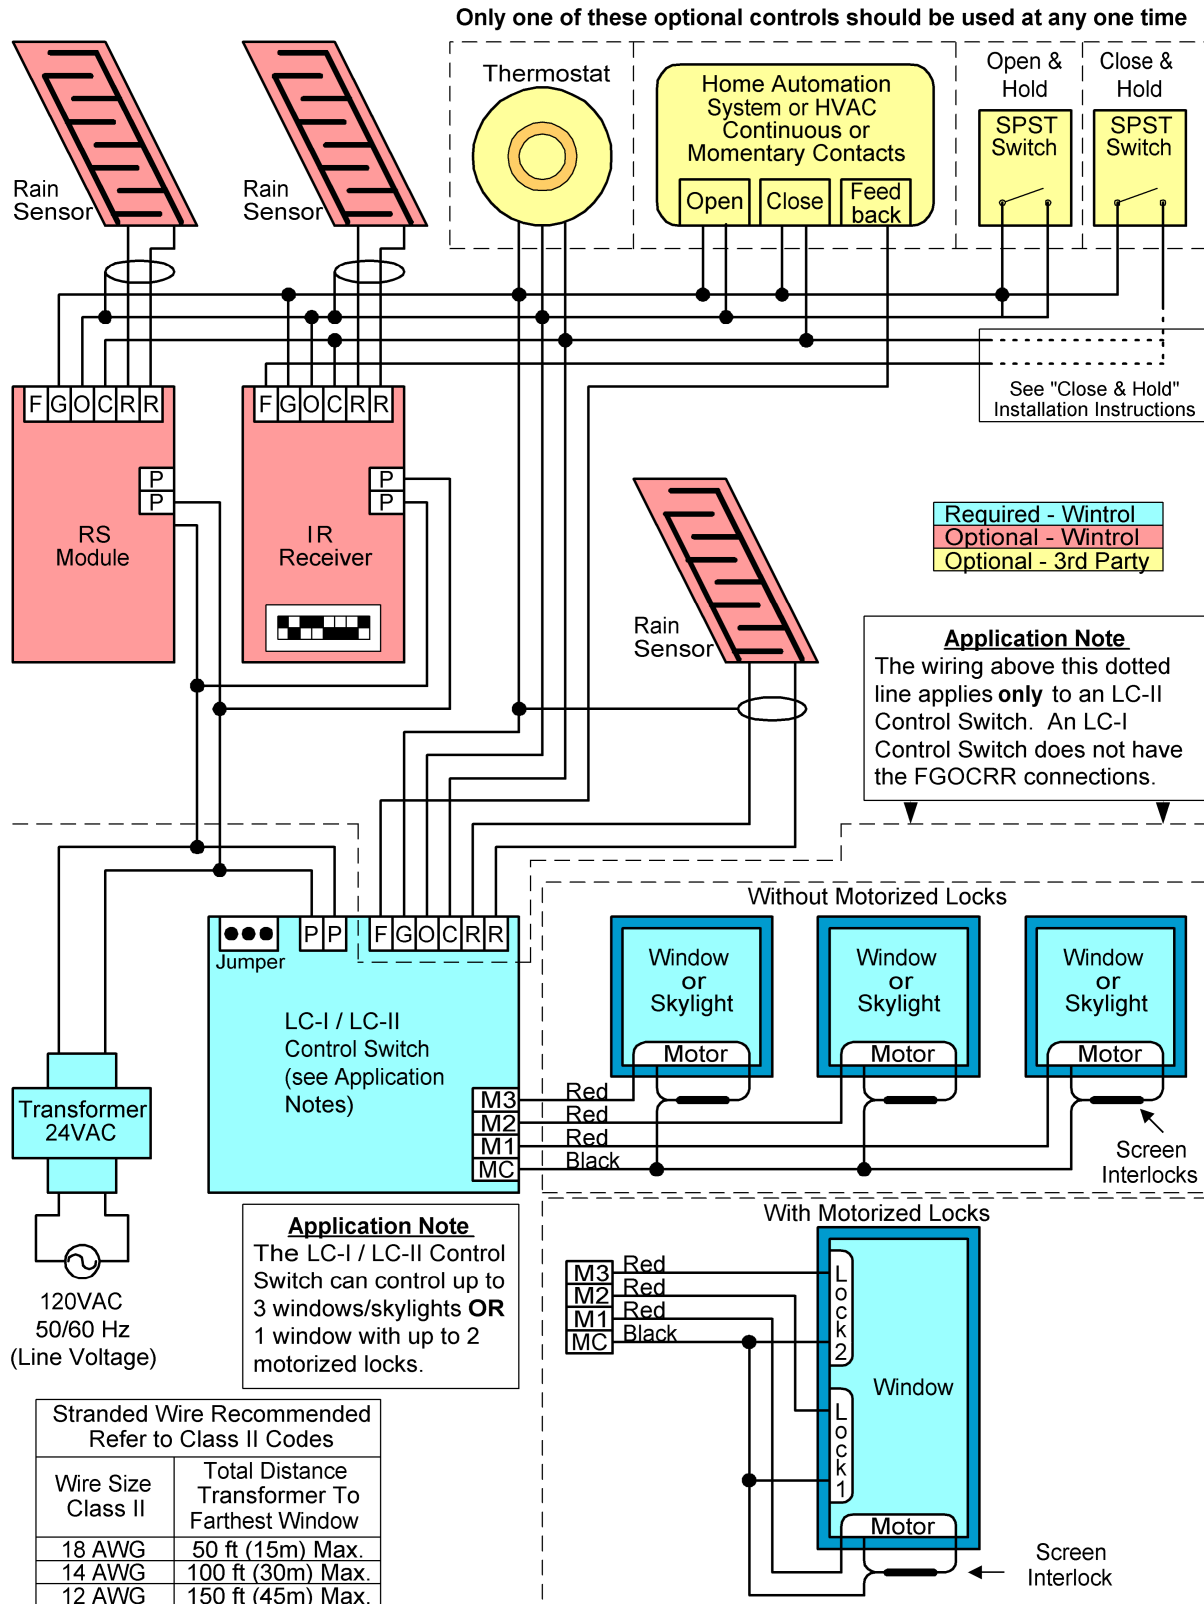 Only one of these optional controls should be used at any one time
Rain
Sensor
Rain
Sensor
Thermostat
Home Automation
System or HVAC
Continuous or
Momentary Contacts
Open
Close
Feed
back
Open &
Hold
SPST
Switch
Close &
Hold
SPST
Switch
See "Close & Hold"
Installation Instructions
F G O C R R
P
P
RS
Module
F G O C R R
P
P
IR
Receiver
Rain
Sensor
Required - Wintrol
Optional - Wintrol
Optional - 3rd Party
Application Note
The wiring above this dotted
line applies only to an LC-II
Control Switch. An LC-I
Control Switch does not have
the FGOCRR connections.
Jumper
P P
F G O C R R
LC-I / LC-II
Control Switch
(see Application
Notes)
M3
M2
M1
MC
Red
Red
Red
Black
Without Motorized Locks
Window
or
Skylight
Motor
Window
or
Skylight
Motor
Window
or
Skylight
Motor
Screen
Interlocks
Transformer
24VAC
120VAC
50/60 Hz
(Line Voltage)
Application Note
The LC-I / LC-II Control
Switch can control up to
3 windows/skylights OR
1 window with up to 2
motorized locks.
With Motorized Locks
M3
M2
M1
MC
Red
Red
Red
Black
Lock2
Lock1
Window
Motor
Screen
Interlock
Stranded Wire Recommended
Refer to Class II Codes
Wire Size
Class II
Total Distance
Transformer To
Farthest Window
18 AWG 50 ft (15m) Max.
14 AWG 100 ft (30m) Max.
12 AWG 150 ft (45m) Max.